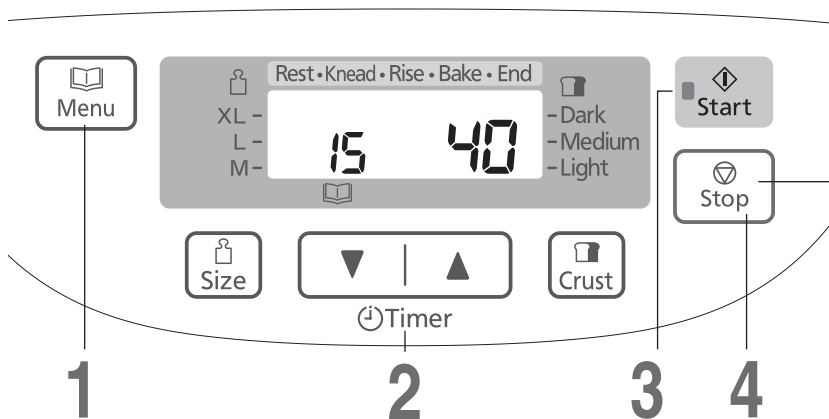 Menu
Rest • Knead • Rise • Bake • End
XL -
L -
M -
15 40
- Dark
- Medium
- Light
Start
Stop
Size
Crust
Timer
1 2 3 4